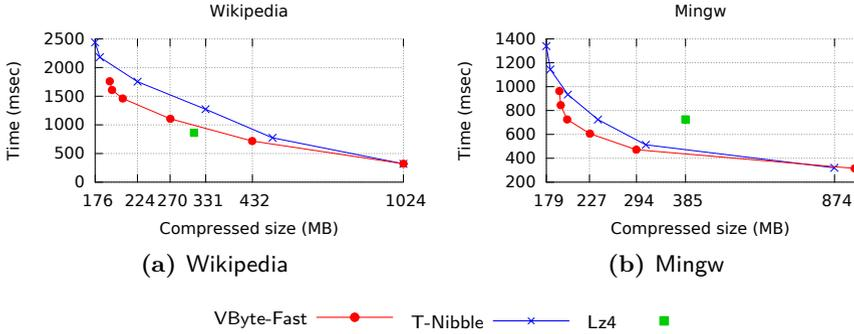 Wikipedia
Time (msec)
2500
2000
1500
1000
500
0
176 224 270 331 432 1024
Compressed size (MB)
(a) Wikipedia
Mingw
Time (msec)
1400
1200
1000
800
600
400
200
179 227 294 385 874
Compressed size (MB)
(b) Mingw
VByte-Fast T-Nibble Lz4